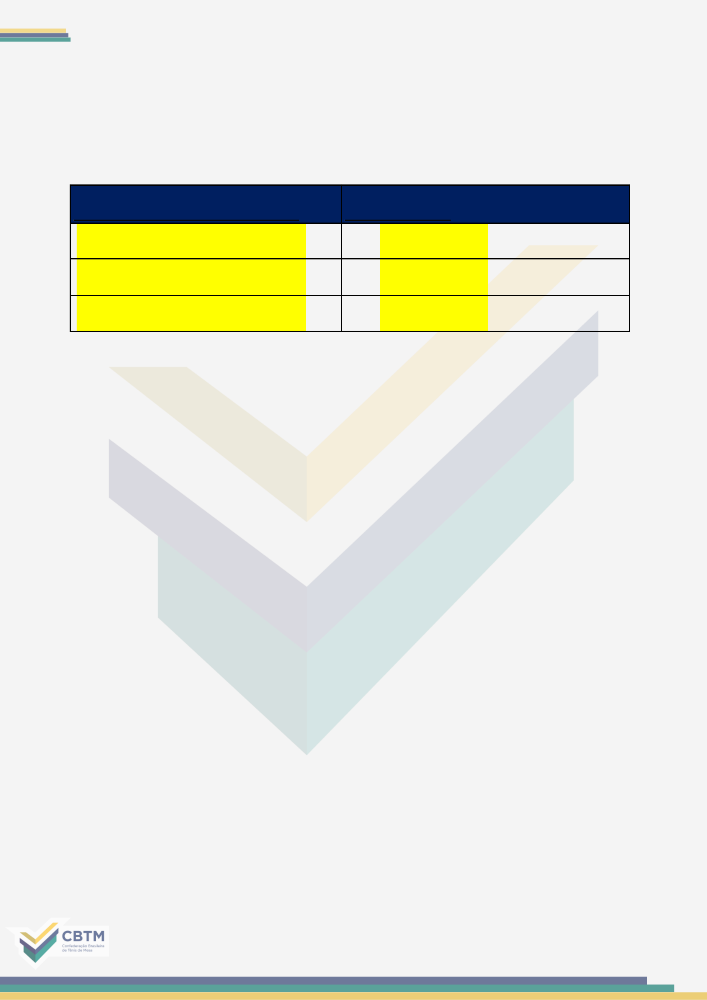 CBTM
Confederação Brasileira
de Tênis de Mesa